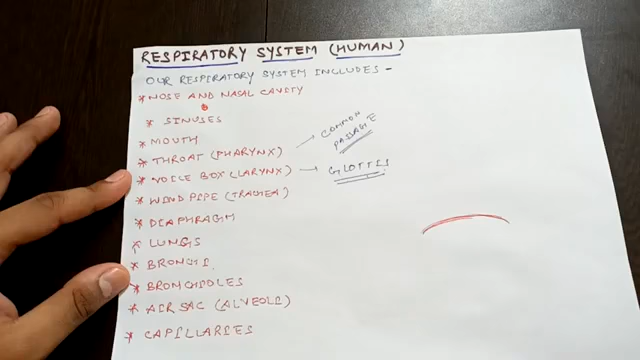 RESPIRATORY SYSTEM (HUMAN)
OUR RESPIRATORY SYSTEM INCLUDES -
* NOSE AND NASAL CAVITY
* SINUSES
* MOUTH
* THROAT (PHARYNX) → COMMON PASSAGE
* VOICE BOX (LARYNX) → GLOTTIS
* WIND PIPE (TRACHEA)
* DIAPHRAGM
* LUNGS
* BRONCHI
* BRONCHIOLES
* AIR SAC (ALVEOLI)
* CAPILLARIES